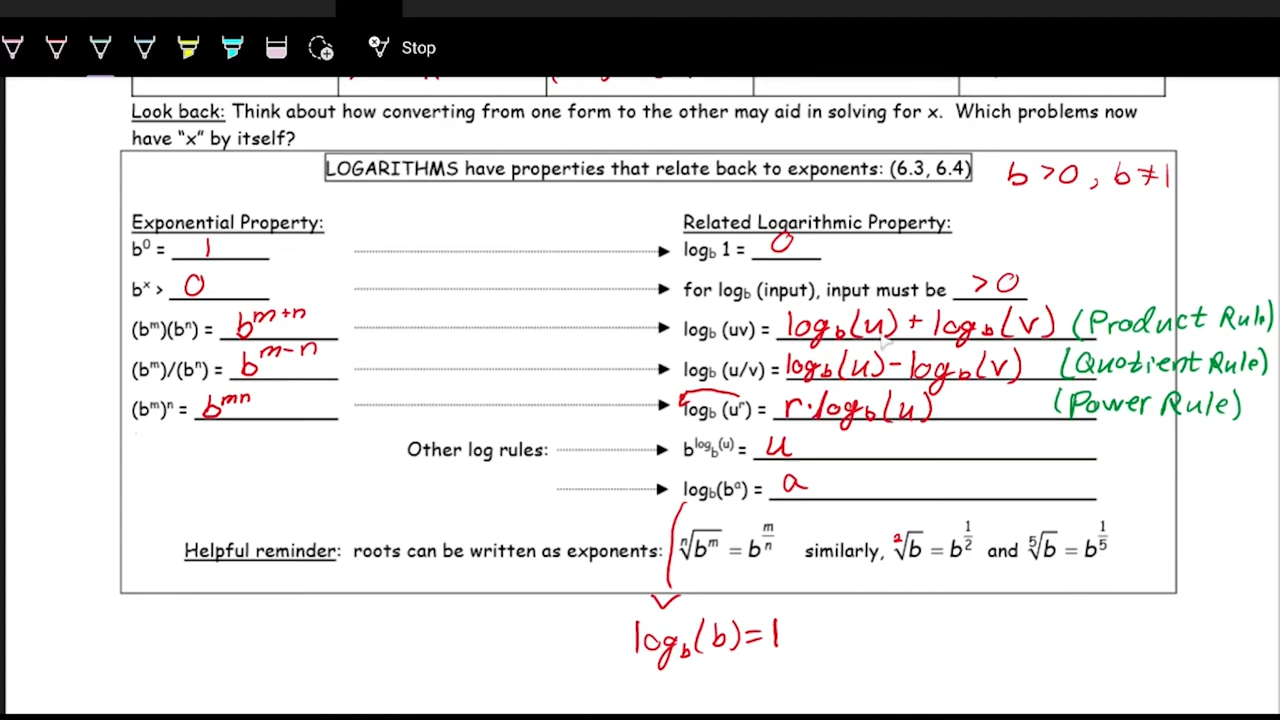 Stop
Look back: Think about how converting from one form to the other may aid in solving for x. Which problems now
have “x” by itself?
LOGARITHMS have properties that relate back to exponents: (6.3, 6.4) b >0, b ≠1
Exponential Property: Related Logarithmic Property:
b⁰ = 1 log_b 1 = 0
bˣ > 0 for log_b (input), input must be >0
(bᵐ)(bⁿ) = b^{m+n} log_b (uv) = log_b(u) + log_b(v) (Product Rule)
(bᵐ)/(bⁿ) = b^{m-n} log_b (u/v) = log_b(u) - log_b(v) (Quotient Rule)
(bᵐ)ⁿ = b^{mn} log_b (uʳ) = r·log_b(u) (Power Rule)
Other log rules: b^{log_b(u)} = u
log_b(bᵃ) = a
Helpful reminder: roots can be written as exponents: ⁿ√bᵐ = b^{m/n} similarly, ²√b = b^{1/2} and ⁵√b = b^{1/5}
log_b(b)=1